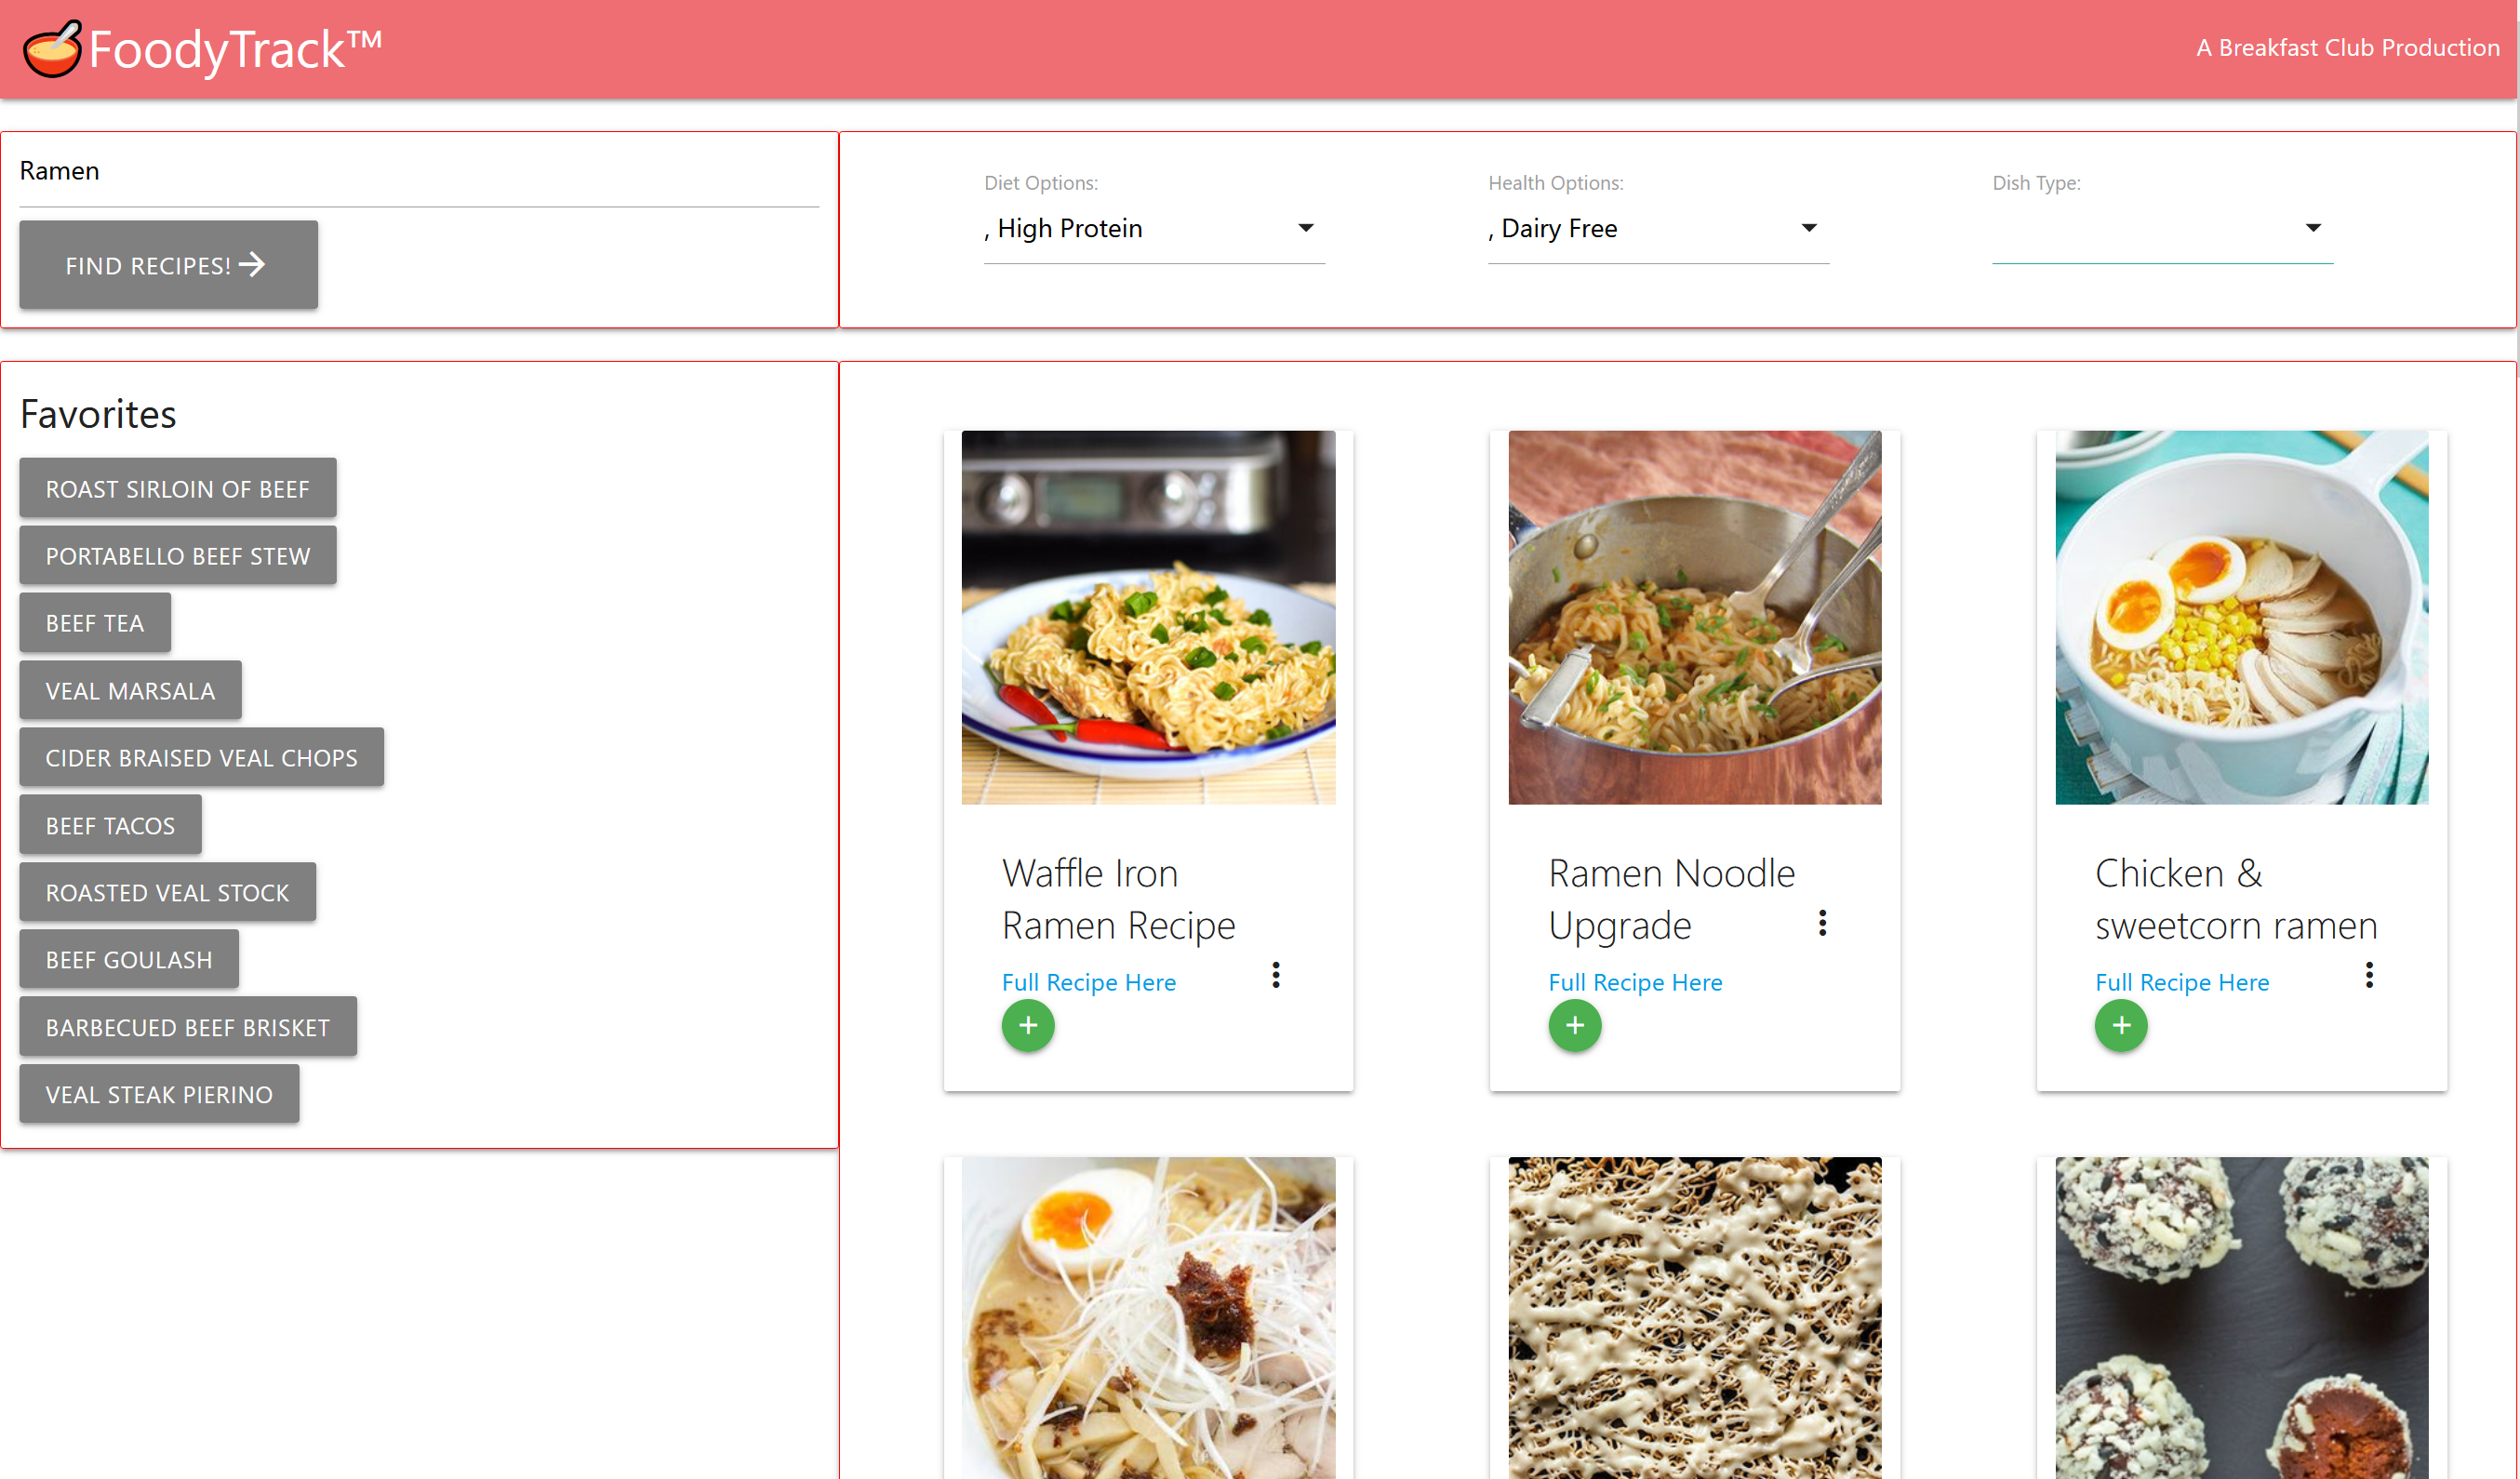 FoodyTrack™
A Breakfast Club Production
Ramen
FIND RECIPES!
Diet Options:
, High Protein
Health Options:
, Dairy Free
Dish Type:
Favorites
ROAST SIRLOIN OF BEEF
PORTABELLO BEEF STEW
BEEF TEA
VEAL MARSALA
CIDER BRAISED VEAL CHOPS
BEEF TACOS
ROASTED VEAL STOCK
BEEF GOULASH
BARBECUED BEEF BRISKET
VEAL STEAK PIERINO
Waffle Iron
Ramen Recipe
Full Recipe Here
+
Ramen Noodle
Upgrade
Full Recipe Here
+
Chicken &
sweetcorn ramen
Full Recipe Here
+